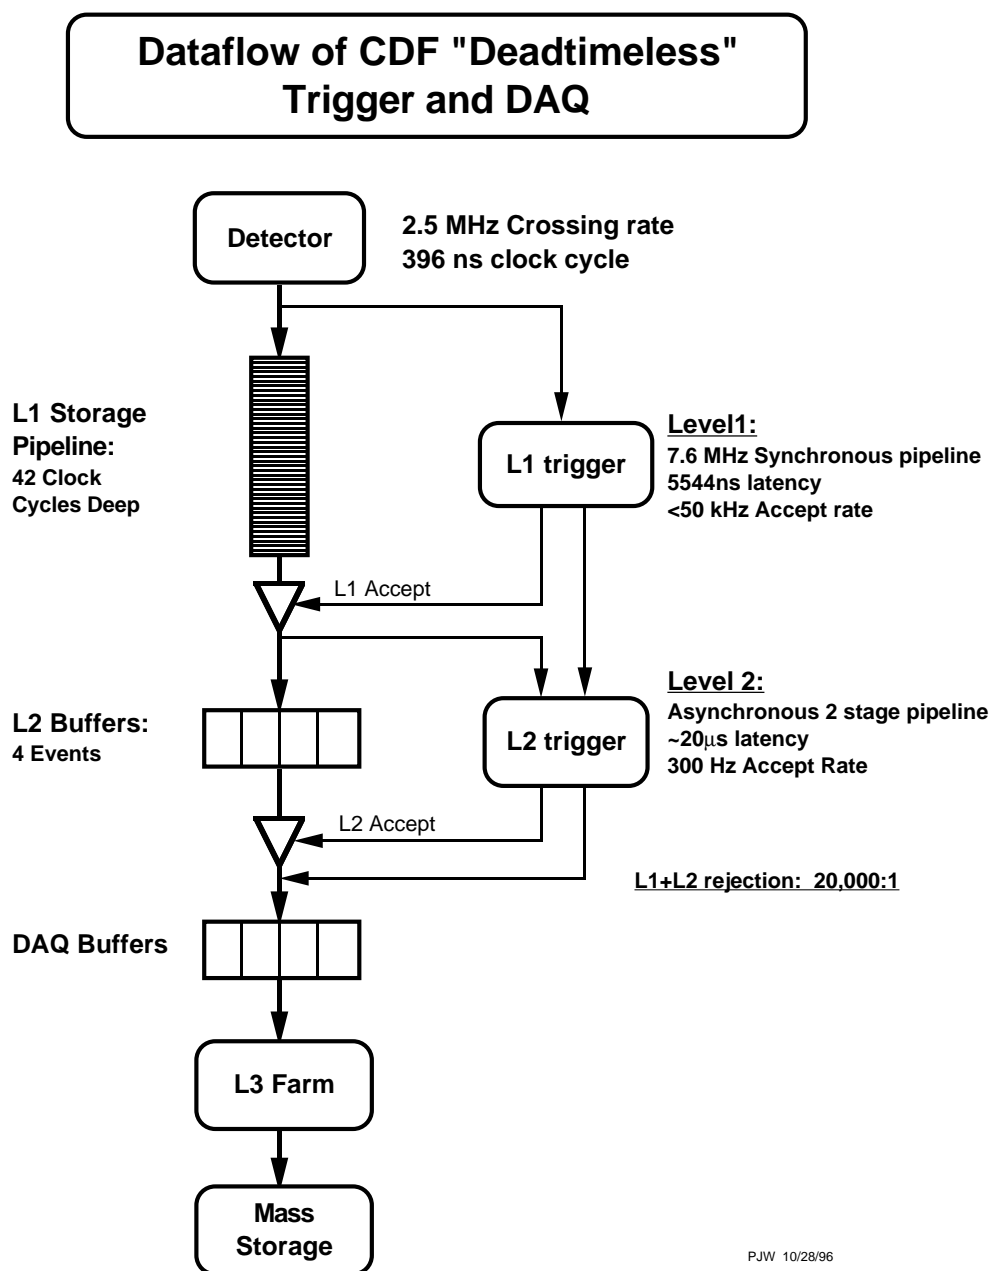 Dataflow of CDF "Deadtimeless"
Trigger and DAQ
Detector
2.5 MHz Crossing rate
396 ns clock cycle
L1 Storage
Pipeline:
42 Clock
Cycles Deep
L1 trigger
Level1:
7.6 MHz Synchronous pipeline
5544ns latency
<50 kHz Accept rate
L1 Accept
L2 Buffers:
4 Events
L2 trigger
Level 2:
Asynchronous 2 stage pipeline
~20μs latency
300 Hz Accept Rate
L2 Accept
L1+L2 rejection: 20,000:1
DAQ Buffers
L3 Farm
Mass
Storage
PJW 10/28/96